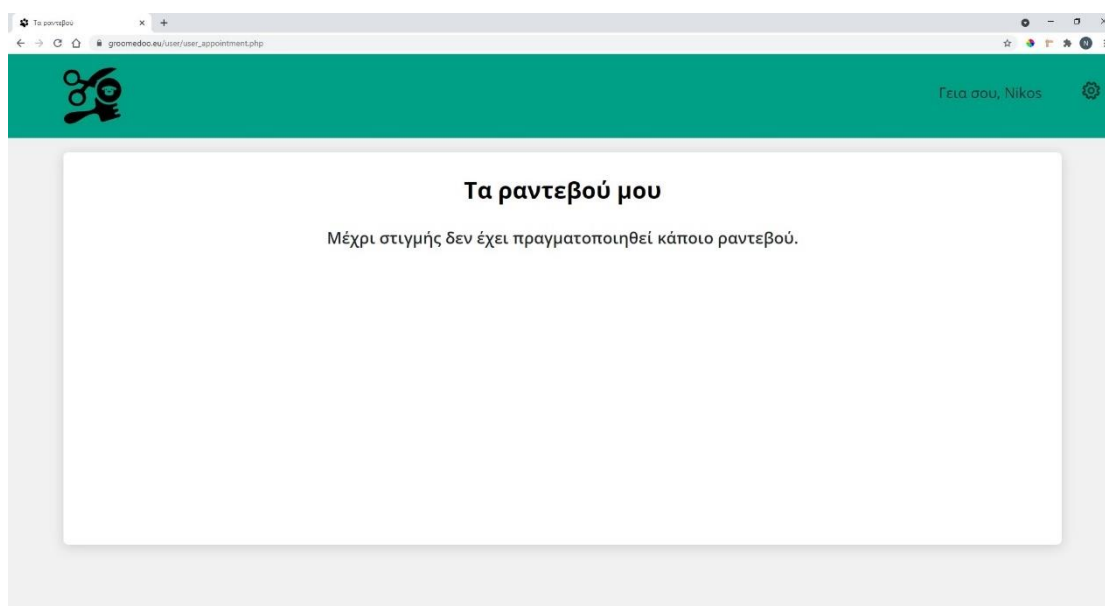 Τα ραντεβού
groomedoc.eu/user/user_appointment.php
N
Γεια σου, Nikos
Τα ραντεβού μου
Μέχρι στιγμής δεν έχει πραγματοποιηθεί κάποιο ραντεβού.